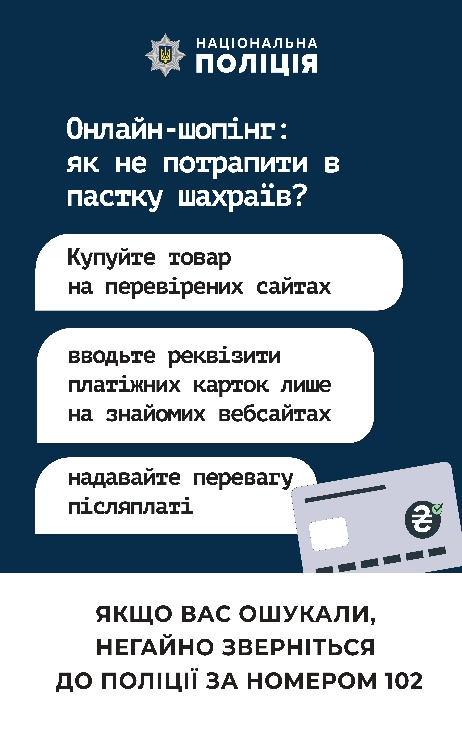 НАЦІОНАЛЬНА
ПОЛІЦІЯ
Онлайн-шопінг:
як не потрапити в
пастку шахраїв?
Купуйте товар
на перевірених сайтах
вводьте реквізити
платіжних карток лише
на знайомих вебсайтах
надавайте перевагу
післяплаті
₴
ЯКЩО ВАС ОШУКАЛИ,
НЕГАЙНО ЗВЕРНІТЬСЯ
ДО ПОЛІЦІЇ ЗА НОМЕРОМ 102